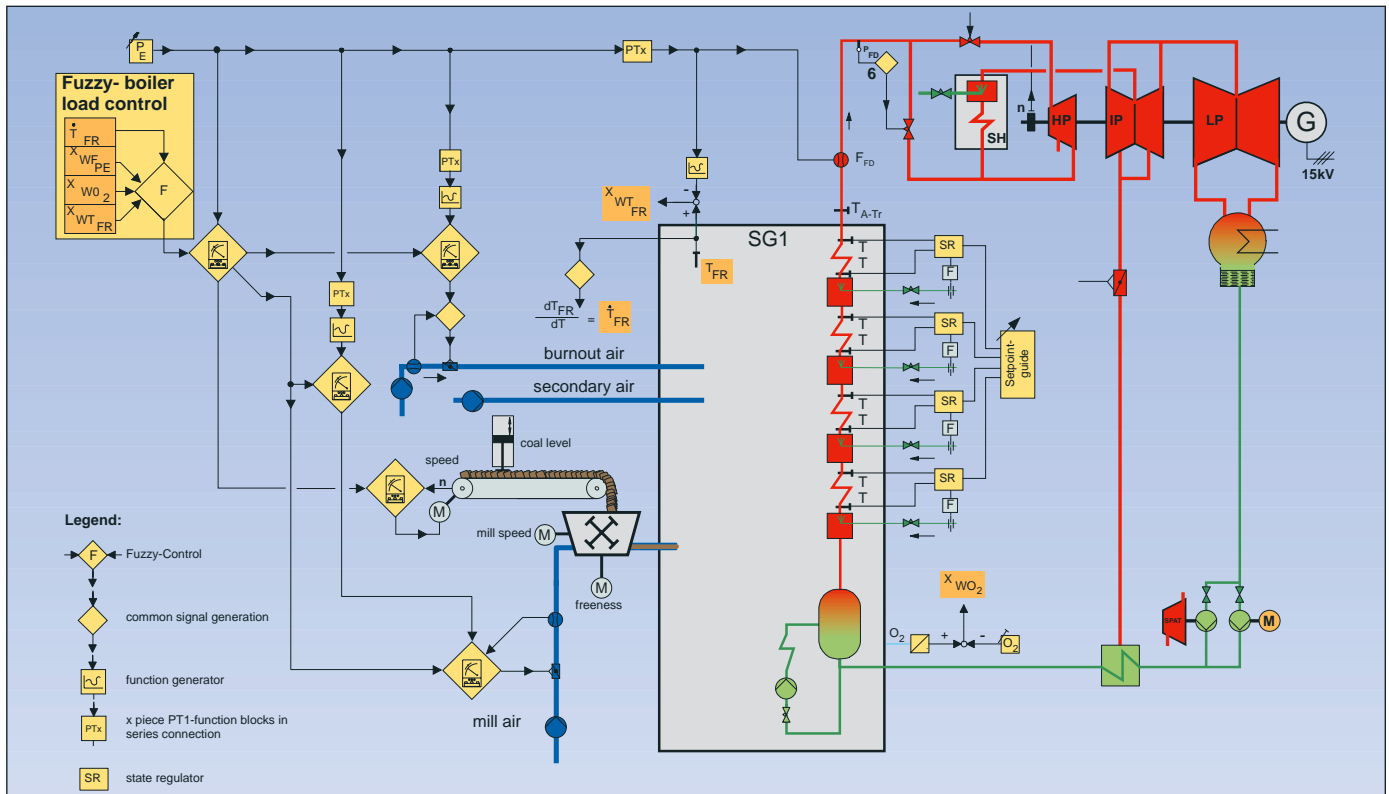 P
E
PTx
Fuzzy- boiler
load control
Ṫ FR
X WF PE
X W0 2
X WT FR
F
PTx
PTx
X WT FR
-
+
T FR
dT FR
dT
= Ṫ FR
burnout air
secondary air
coal level
speed
n
M
mill speed
M
M
freeness
mill air
SG1
P FD
6
F FD
T A-Tr
SH
n
HP
IP
LP
G
15kV
T
T
SR
F
T
T
SR
F
T
T
SR
F
T
T
SR
F
Setpoint-
guide
X WO 2
O 2
+
-
O 2
SPAT
M
Legend:
F
Fuzzy-Control
common signal generation
function generator
PTx
x piece PT1-function blocks in
series connection
SR
state regulator